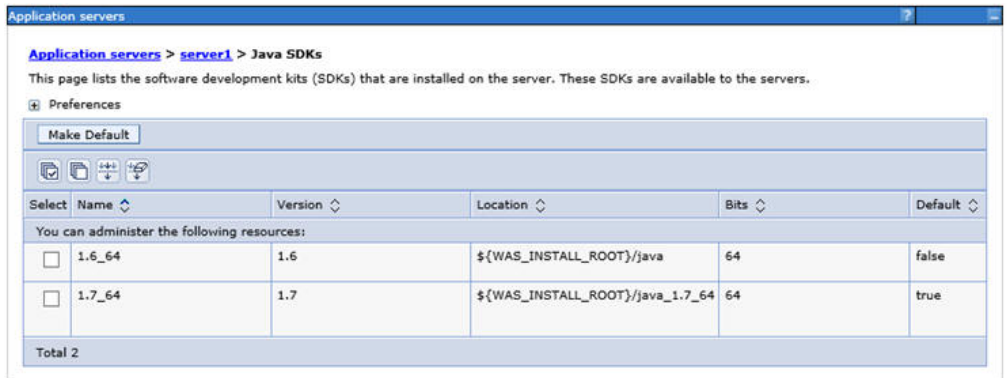 Application servers ? –
Application servers > server1 > Java SDKs
This page lists the software development kits (SDKs) that are installed on the server. These SDKs are available to the servers.
+ Preferences
Make Default
Select Name Version Location Bits Default
You can administer the following resources:
1.6_64 1.6 ${WAS_INSTALL_ROOT}/java 64 false
1.7_64 1.7 ${WAS_INSTALL_ROOT}/java_1.7_64 64 true
Total 2